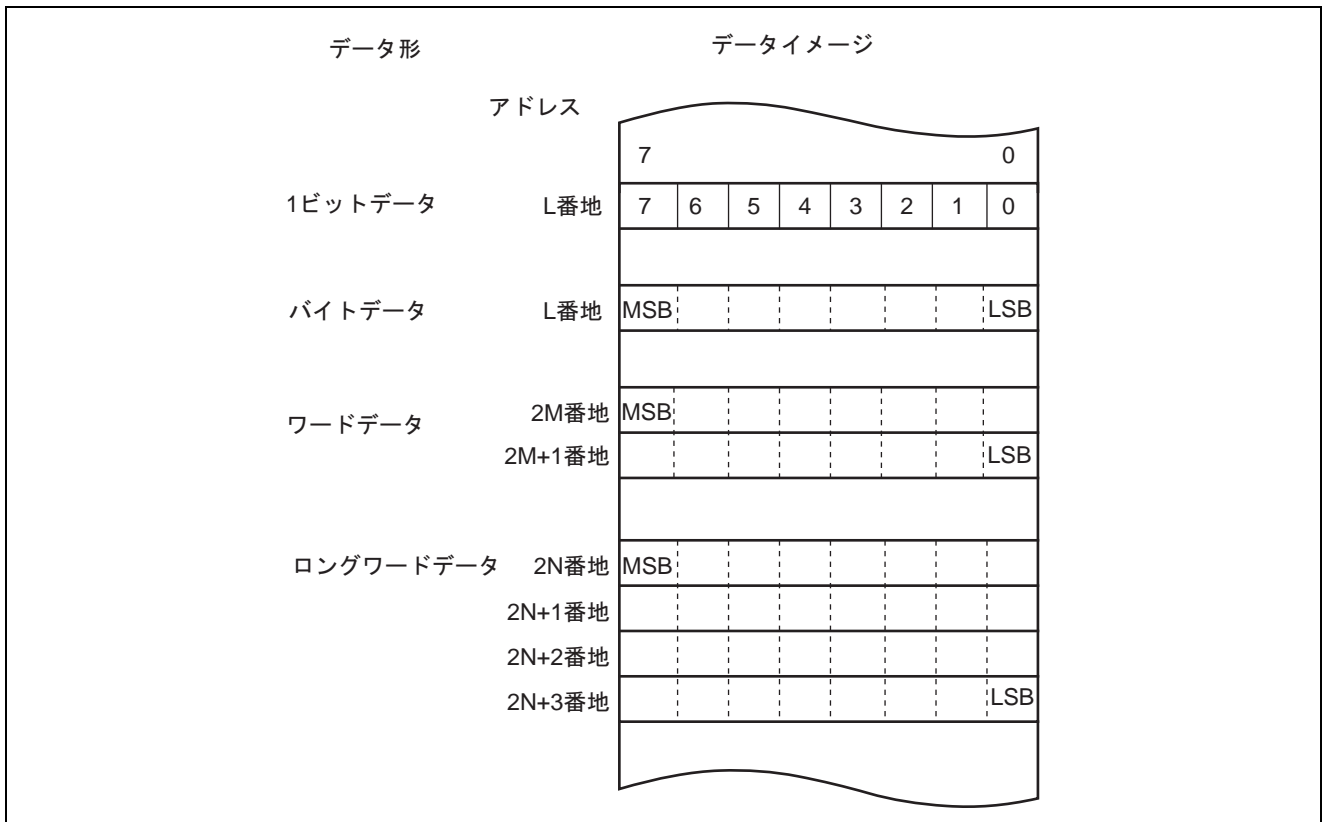 データ形 データイメージ
アドレス
7 0
1ビットデータ L番地 7 6 5 4 3 2 1 0
バイトデータ L番地 MSB LSB
ワードデータ 2M番地 MSB
2M+1番地 LSB
ロングワードデータ 2N番地 MSB
2N+1番地
2N+2番地
2N+3番地 LSB